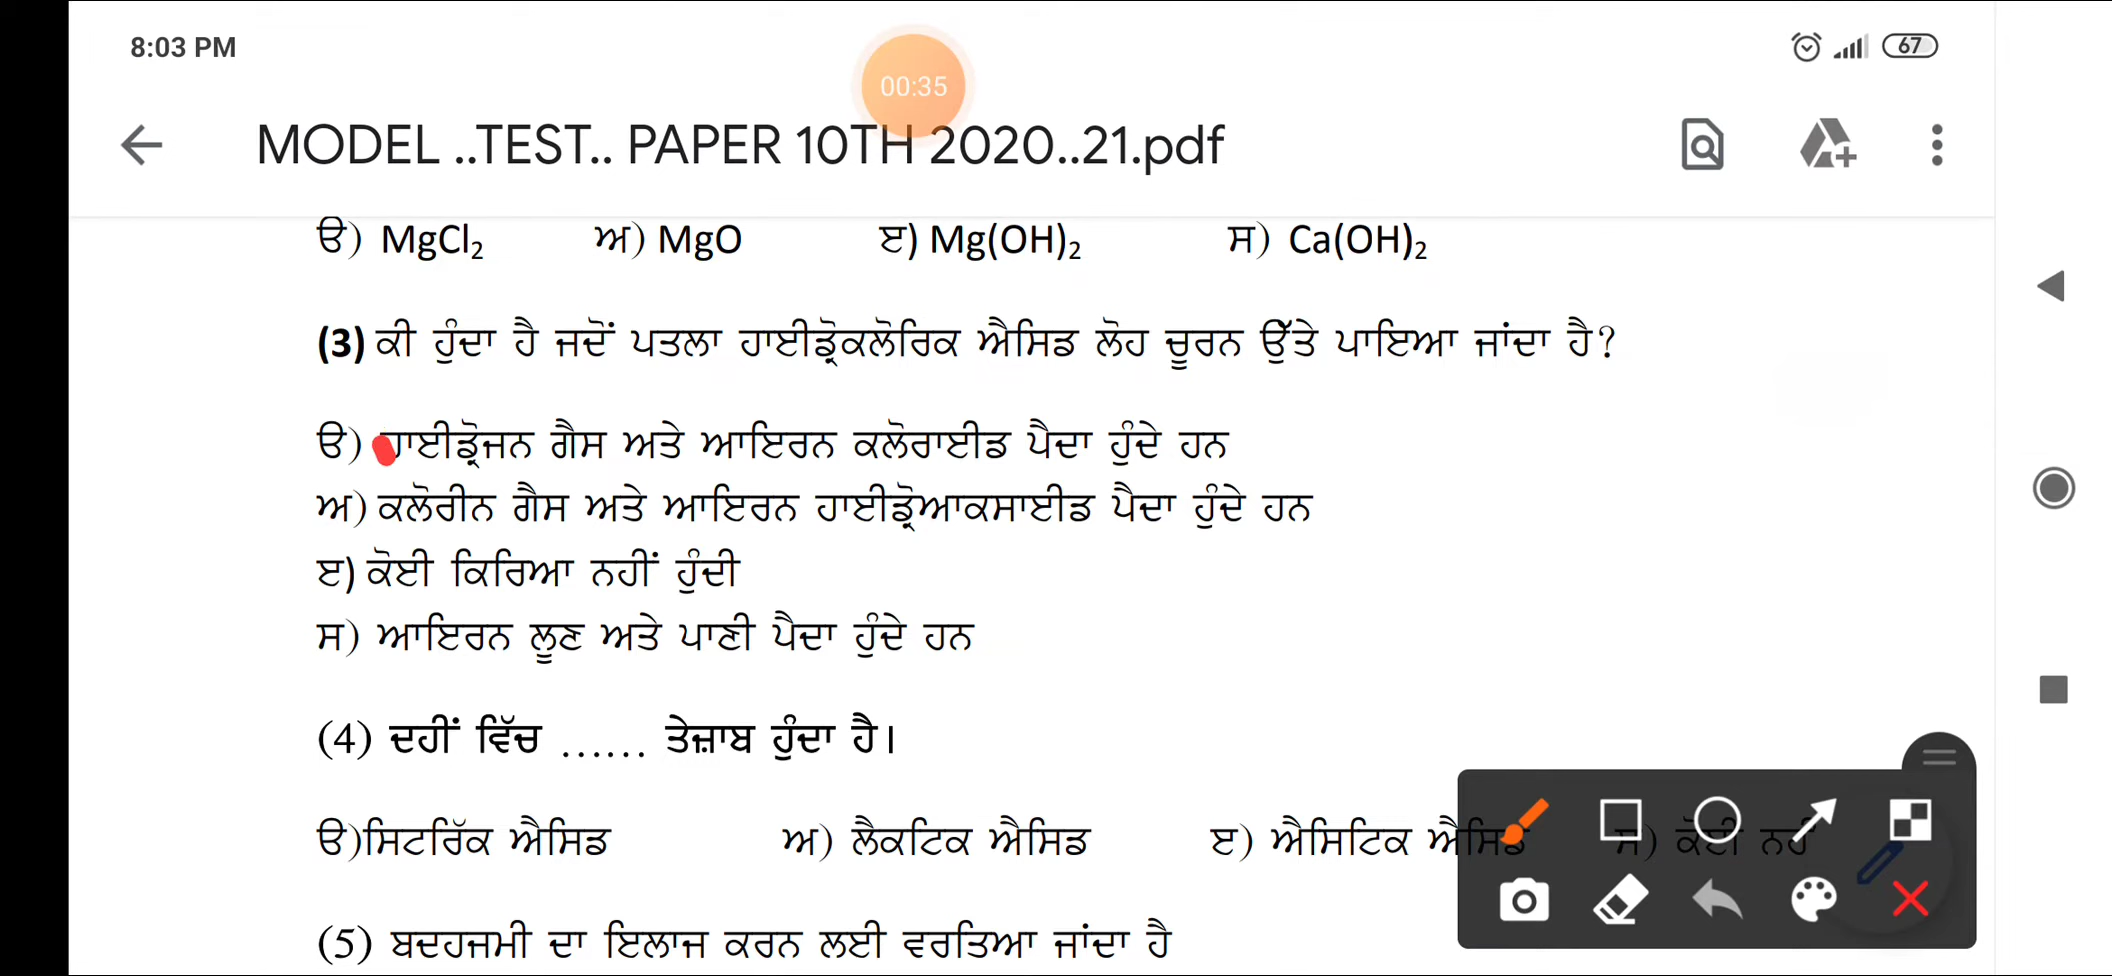 8:03 PM
00:35
67
MODEL ..TEST.. PAPER 10TH 2020..21.pdf
ੳ) MgCl₂ ਅ) MgO ੲ) Mg(OH)₂ ਸ) Ca(OH)₂
(3) ਕੀ ਹੁੰਦਾ ਹੈ ਜਦੋਂ ਪਤਲਾ ਹਾਈਡ੍ਰੋਕਲੋਰਿਕ ਐਸਿਡ ਲੋਹ ਚੂਰਨ ਉੱਤੇ ਪਾਇਆ ਜਾਂਦਾ ਹੈ?
ੳ) ਹਾਈਡ੍ਰੋਜਨ ਗੈਸ ਅਤੇ ਆਇਰਨ ਕਲੋਰਾਈਡ ਪੈਦਾ ਹੁੰਦੇ ਹਨ
ਅ) ਕਲੋਰੀਨ ਗੈਸ ਅਤੇ ਆਇਰਨ ਹਾਈਡ੍ਰੋਆਕਸਾਈਡ ਪੈਦਾ ਹੁੰਦੇ ਹਨ
ੲ) ਕੋਈ ਕਿਰਿਆ ਨਹੀਂ ਹੁੰਦੀ
ਸ) ਆਇਰਨ ਲੂਣ ਅਤੇ ਪਾਣੀ ਪੈਦਾ ਹੁੰਦੇ ਹਨ
(4) ਦਹੀਂ ਵਿੱਚ ...... ਤੇਜ਼ਾਬ ਹੁੰਦਾ ਹੈ।
ੳ)ਸਿਟਰਿੱਕ ਐਸਿਡ ਅ) ਲੈਕਟਿਕ ਐਸਿਡ ੲ) ਐਸਿਟਿਕ ਐਸਿਡ ਸ) ਕੋਈ ਨਹੀਂ
(5) ਬਦਹਜਮੀ ਦਾ ਇਲਾਜ ਕਰਨ ਲਈ ਵਰਤਿਆ ਜਾਂਦਾ ਹੈ